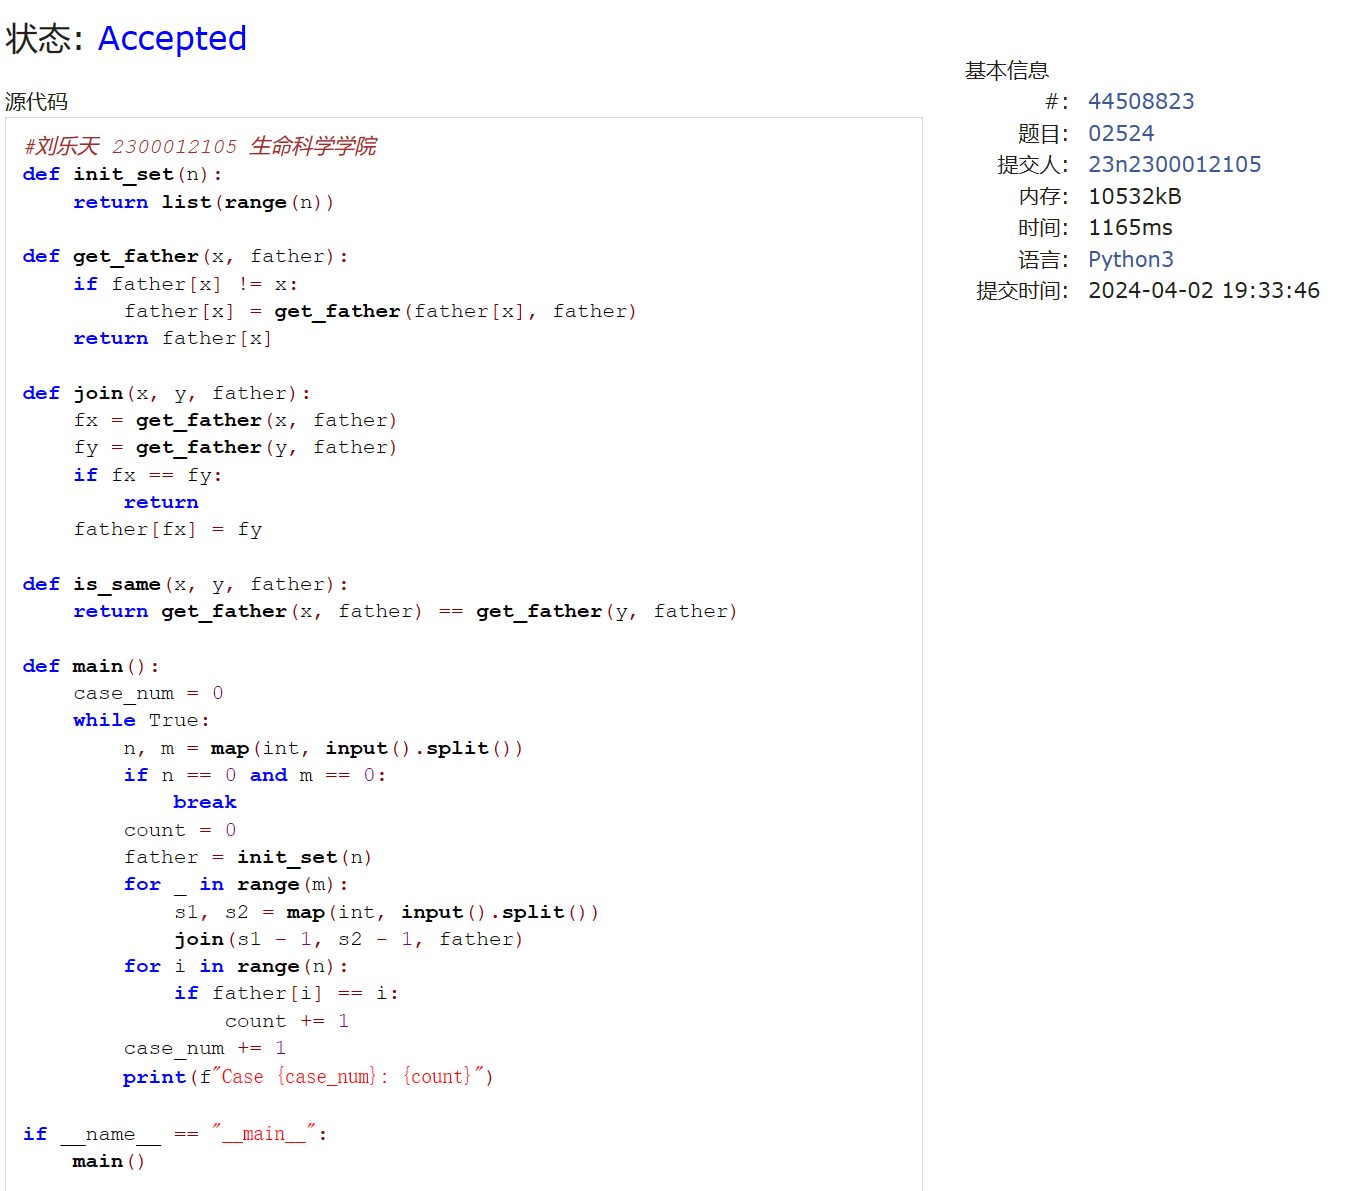 状态: Accepted
源代码
#刘乐天 2300012105 生命科学学院
def init_set(n):
    return list(range(n))

def get_father(x, father):
    if father[x] != x:
        father[x] = get_father(father[x], father)
    return father[x]

def join(x, y, father):
    fx = get_father(x, father)
    fy = get_father(y, father)
    if fx == fy:
        return
    father[fx] = fy

def is_same(x, y, father):
    return get_father(x, father) == get_father(y, father)

def main():
    case_num = 0
    while True:
        n, m = map(int, input().split())
        if n == 0 and m == 0:
            break
        count = 0
        father = init_set(n)
        for _ in range(m):
            s1, s2 = map(int, input().split())
            join(s1 - 1, s2 - 1, father)
        for i in range(n):
            if father[i] == i:
                count += 1
        case_num += 1
        print(f"Case {case_num}: {count}")

if __name__ == "__main__":
    main()
基本信息
#: 44508823
题目: 02524
提交人: 23n2300012105
内存: 10532kB
时间: 1165ms
语言: Python3
提交时间: 2024-04-02 19:33:46